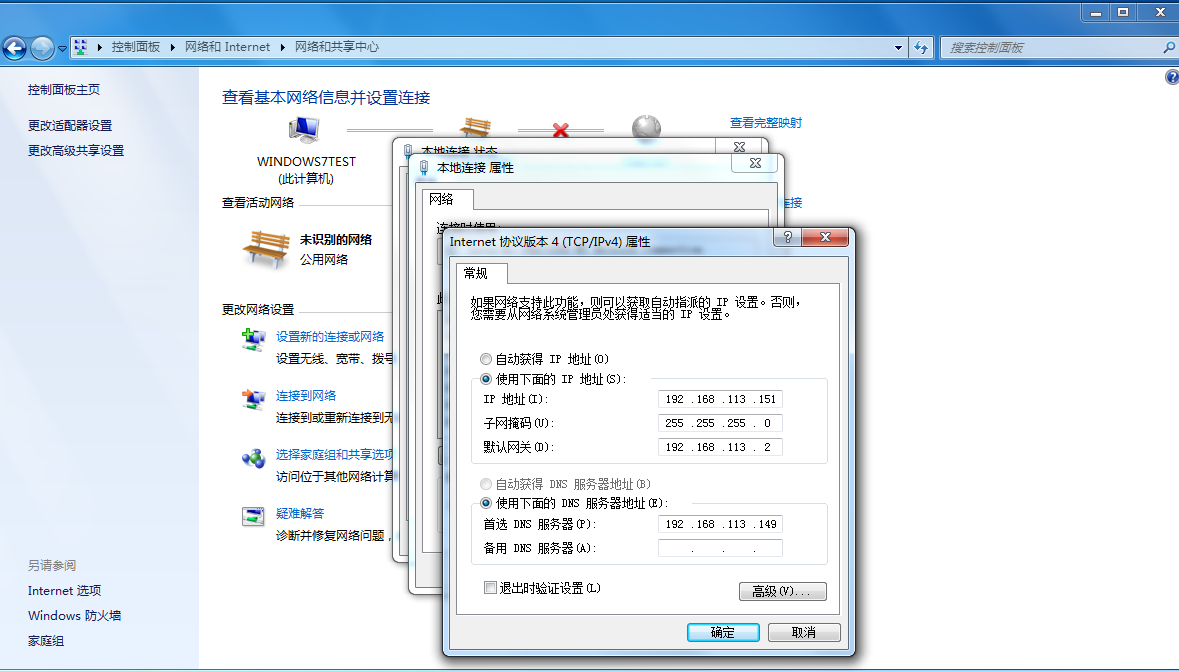 控制面板
网络和 Internet
网络和共享中心
搜索控制面板
控制面板主页
更改适配器设置
更改高级共享设置
查看基本网络信息并设置连接
查看完整映射
WINDOWS7TEST
(此计算机)
查看活动网络
连接
未识别的网络
公用网络
更改网络设置
设置新的连接或网络
设置无线、宽带、拨号
连接到网络
连接到或重新连接到无
选择家庭组和共享选项
访问位于其他网络计算
疑难解答
诊断并修复网络问题，
另请参阅
Internet 选项
Windows 防火墙
家庭组
本地连接 状态
本地连接 属性
网络
连接时使用:
Internet 协议版本 4 (TCP/IPv4) 属性
常规
如果网络支持此功能，则可以获取自动指派的 IP 设置。否则，
您需要从网络系统管理员处获得适当的 IP 设置。
自动获得 IP 地址(O)
使用下面的 IP 地址(S):
IP 地址(I): 192 .168 .113 .151
子网掩码(U): 255 .255 .255 . 0
默认网关(D): 192 .168 .113 . 2
自动获得 DNS 服务器地址(B)
使用下面的 DNS 服务器地址(E):
首选 DNS 服务器(P): 192 .168 .113 .149
备用 DNS 服务器(A): . . .
退出时验证设置(L)
高级(V)...
确定
取消